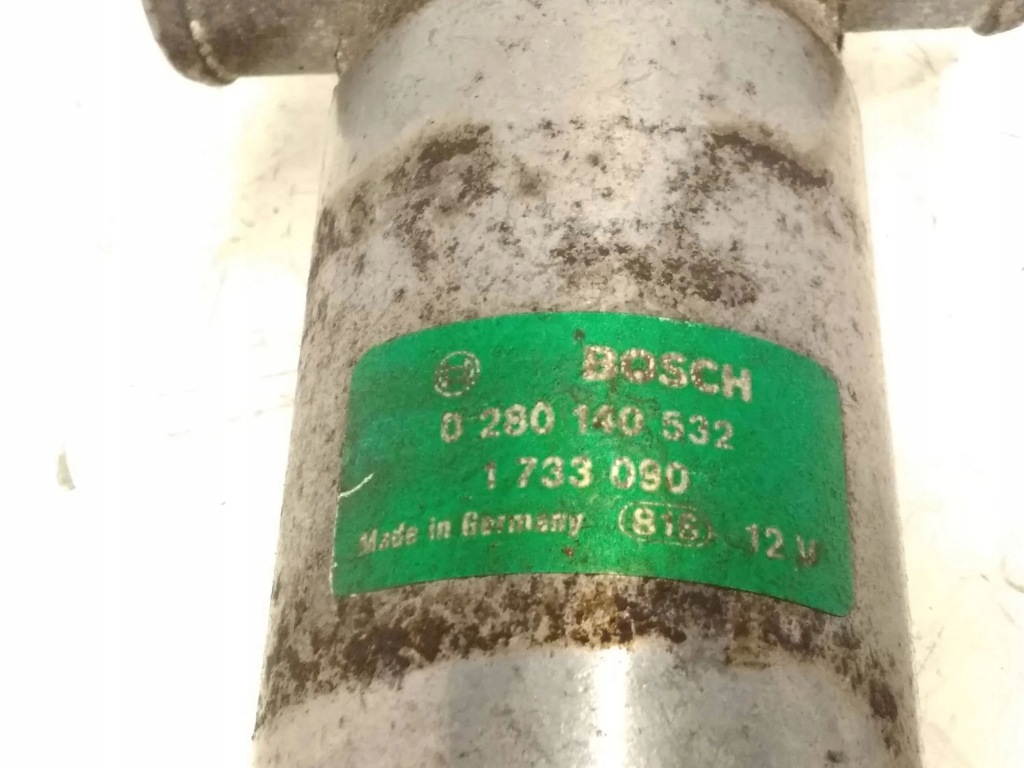 BOSCH
0 280 140 532
1 733 090
Made in Germany 818 12 V